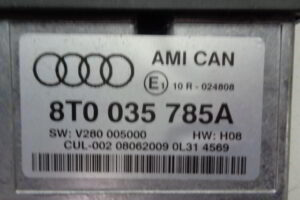 AMI CAN
E1 10 R - 024808
8T0 035 785A
SW: V280 005000 HW: H08
CUL-002 08062009 0L31 4569